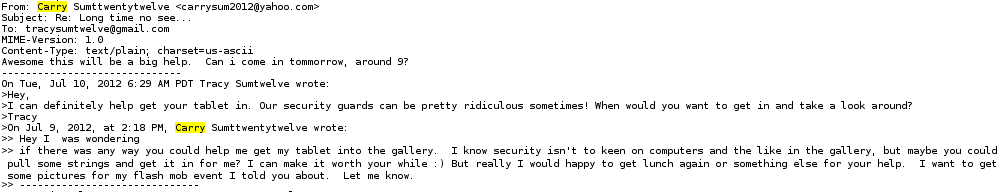 From: Carry Sumttwentytwelve <carrysum2012@yahoo.com>
Subject: Re: Long time no see...
To: tracysumtwelve@gmail.com
MIME-Version: 1.0
Content-Type: text/plain; charset=us-ascii
Awesome this will be a big help.  Can i come in tommorrow, around 9?
------------------------------
On Tue, Jul 10, 2012 6:29 AM PDT Tracy Sumtwelve wrote:
>Hey,
>I can definitely help get your tablet in. Our security guards can be pretty ridiculous sometimes! When would you want to get in and take a look around?
>Tracy
>On Jul 9, 2012, at 2:18 PM, Carry Sumttwentytwelve wrote:
>> Hey I  was wondering
>> if there was any way you could help me get my tablet into the gallery.  I know security isn't to keen on computers and the like in the gallery, but maybe you could
pull some strings and get it in for me? I can make it worth your while :) But really I would happy to get lunch again or something else for your help.  I want to get
some pictures for my flash mob event I told you about.  Let me know.
>> ------------------------------